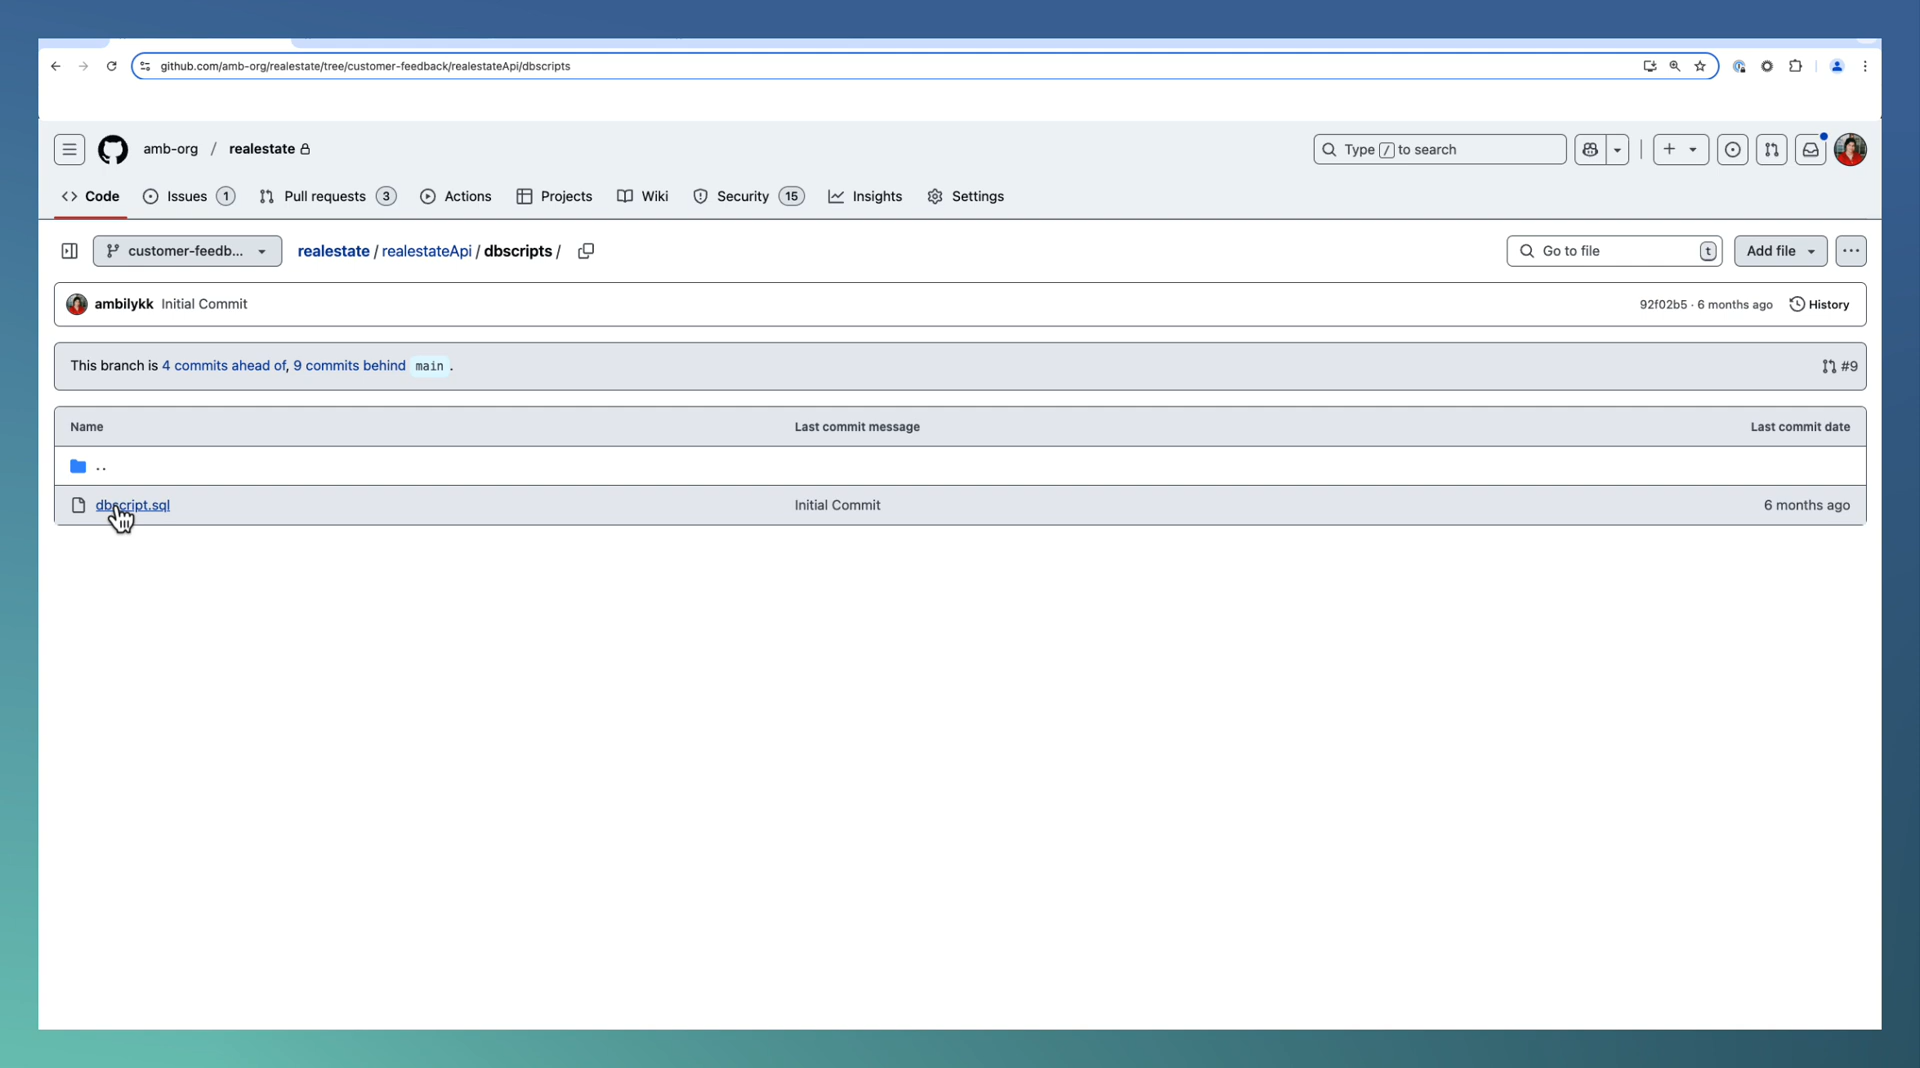 github.com/amb-org/realestate/tree/customer-feedback/realestateApi/dbscripts
amb-org / realestate
Type / to search
Code Issues 1 Pull requests 3 Actions Projects Wiki Security 15 Insights Settings
customer-feedb... realestate / realestateApi / dbscripts / Go to file t Add file
ambilykk Initial Commit 92f02b5 · 6 months ago History
This branch is 4 commits ahead of, 9 commits behind main . #9
Name Last commit message Last commit date
..
dbscript.sql Initial Commit 6 months ago